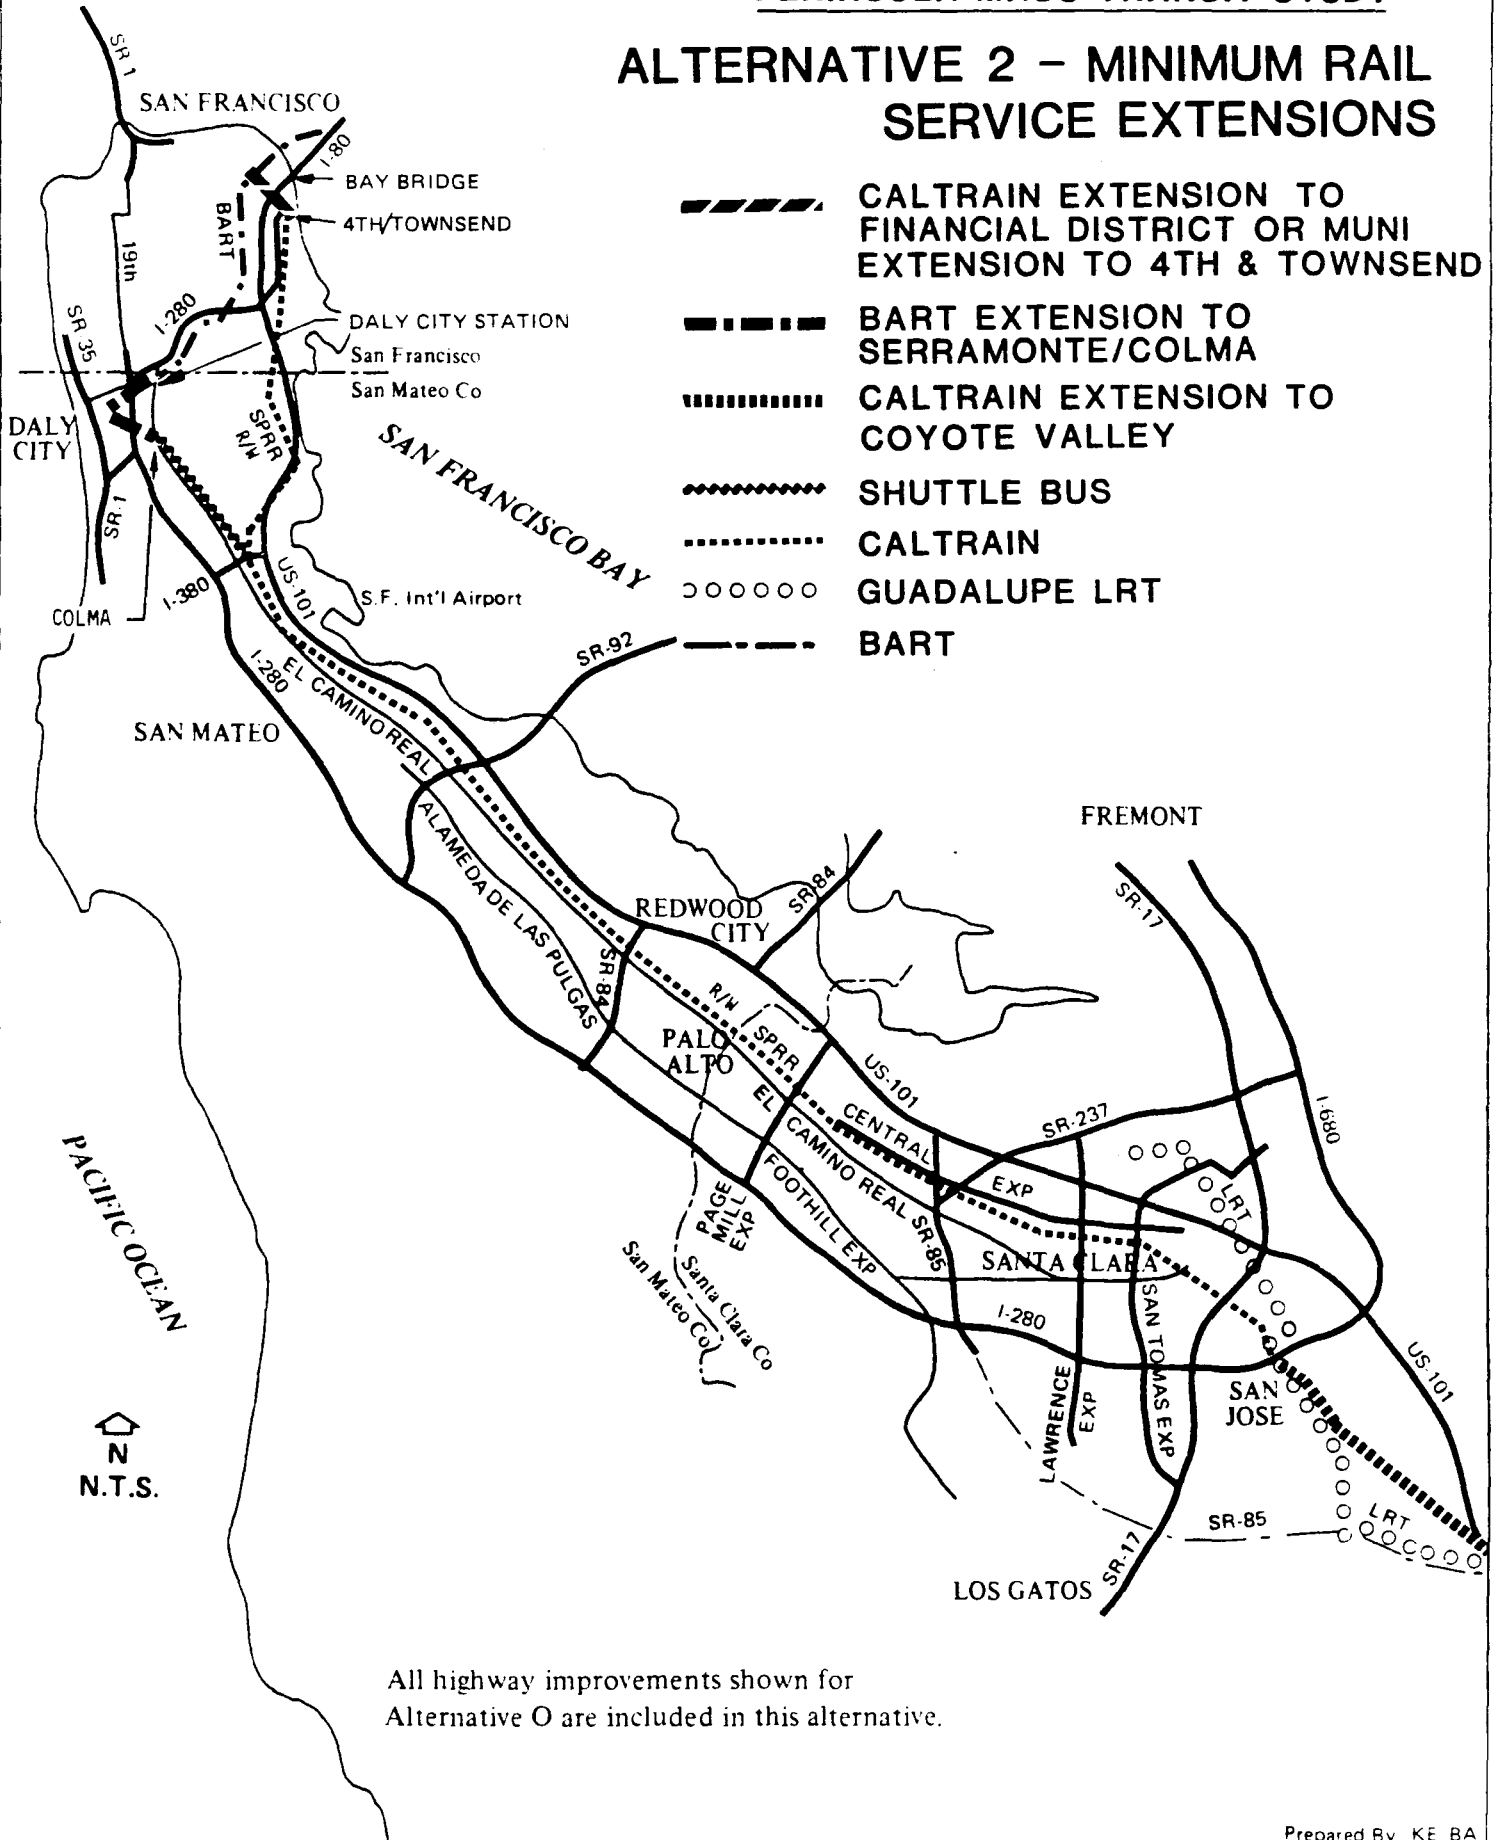 PENINSULA MASS TRANSIT STUDY
ALTERNATIVE 2 – MINIMUM RAIL
SERVICE EXTENSIONS
CALTRAIN EXTENSION TO
FINANCIAL DISTRICT OR MUNI
EXTENSION TO 4TH & TOWNSEND
BART EXTENSION TO
SERRAMONTE/COLMA
CALTRAIN EXTENSION TO
COYOTE VALLEY
SHUTTLE BUS
CALTRAIN
GUADALUPE LRT
BART
SR 1
SAN FRANCISCO
I-80
BAY BRIDGE
4TH/TOWNSEND
BART
19th
I-280
SR 35
DALY CITY STATION
San Francisco
San Mateo Co
DALY
CITY
SPRR
R/W
SAN FRANCISCO BAY
SR-1
I-380
US-101
S.F. Int'l Airport
COLMA
I-280
EL CAMINO REAL
SR-92
SAN MATEO
ALAMEDA DE LAS PULGAS
FREMONT
SR-84
SR-17
REDWOOD
CITY
SR-84
R/W
SPRR
PALO
ALTO
US-101
EL
CAMINO REAL
CENTRAL
EXP
SR-237
I-680
LRT
PACIFIC OCEAN
FOOTHILL EXP
PAGE
MILL
EXP
SR-85
SANTA CLARA
San Mateo Co
Santa Clara Co
I-280
SAN TOMAS EXP
LAWRENCE
EXP
SAN
JOSE
US-101
N
N.T.S.
SR-85
LRT
SR-17
LOS GATOS
All highway improvements shown for
Alternative O are included in this alternative.
Prepared By KE BA